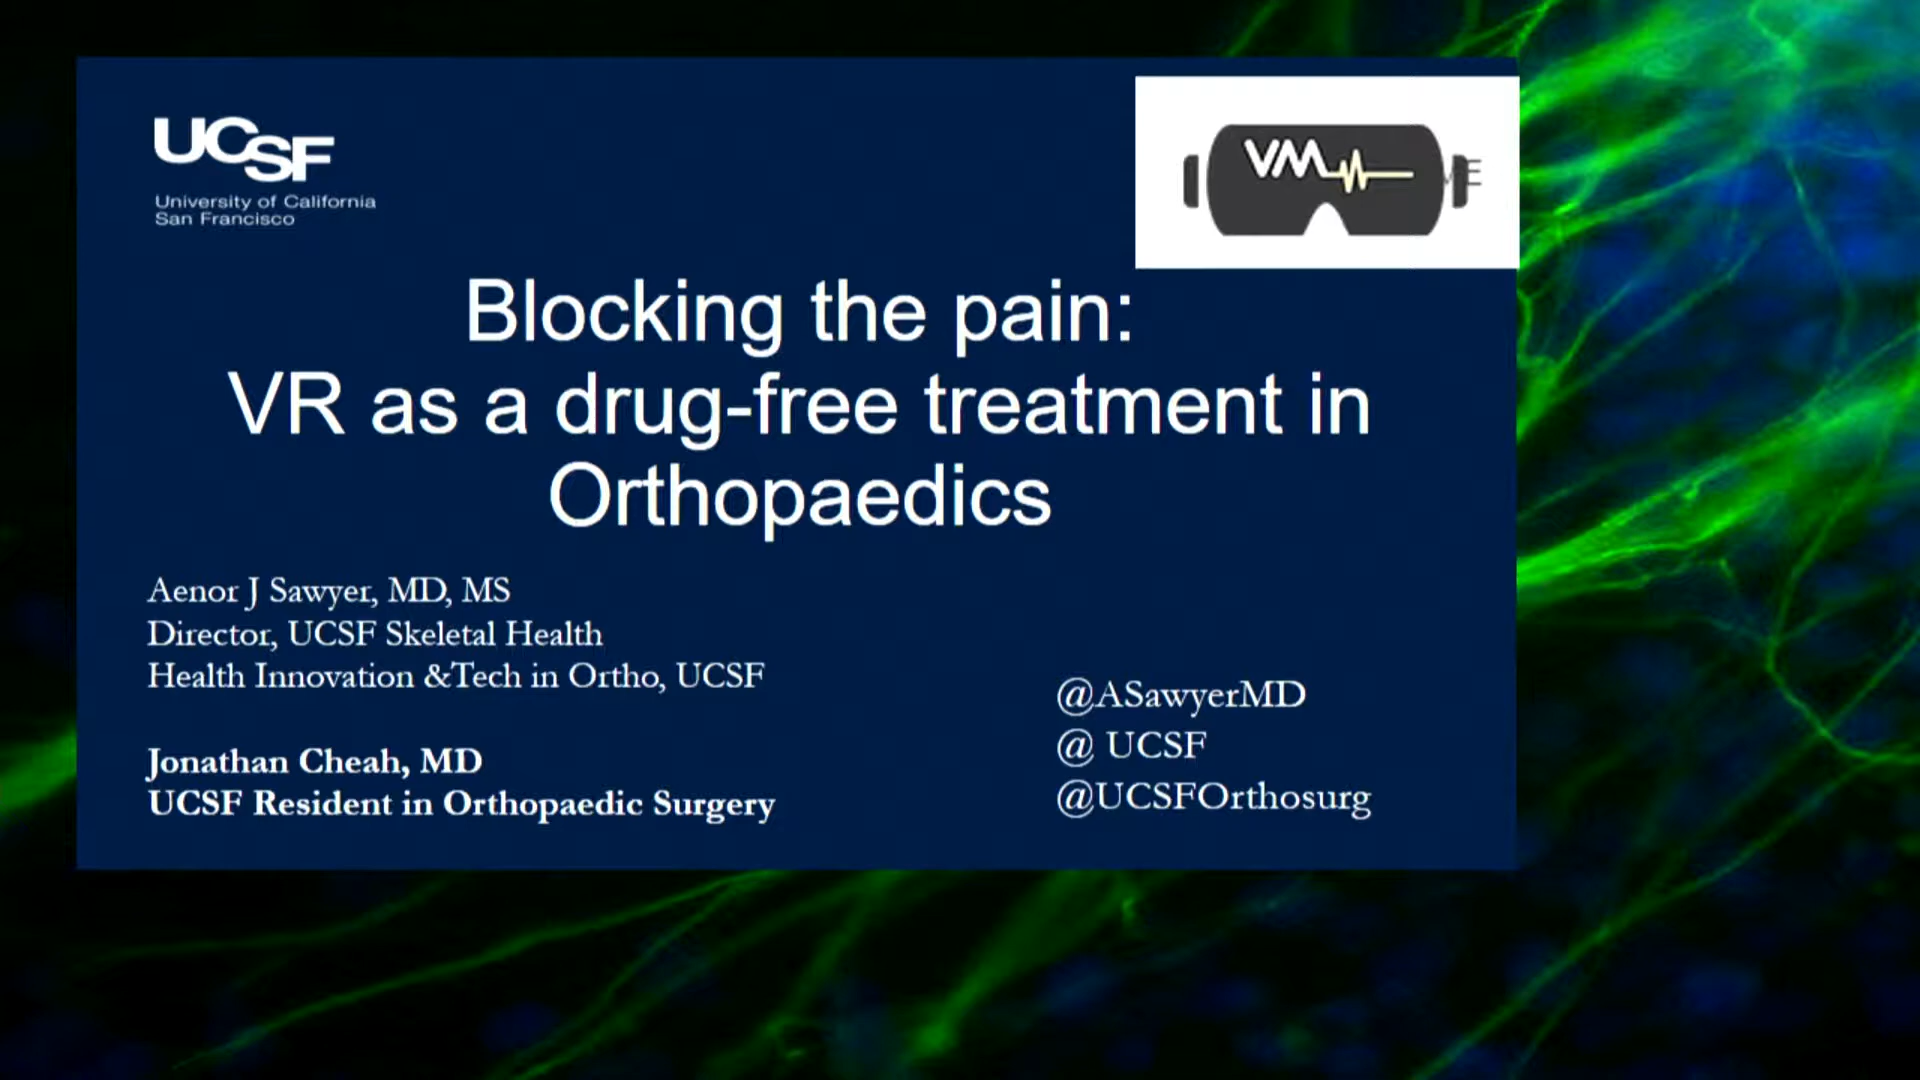 UCSF
University of California
San Francisco
VM
Blocking the pain:
VR as a drug-free treatment in
Orthopaedics
Aenor J Sawyer, MD, MS
Director, UCSF Skeletal Health
Health Innovation &Tech in Ortho, UCSF
Jonathan Cheah, MD
UCSF Resident in Orthopaedic Surgery
@ASawyerMD
@ UCSF
@UCSFOrthosurg